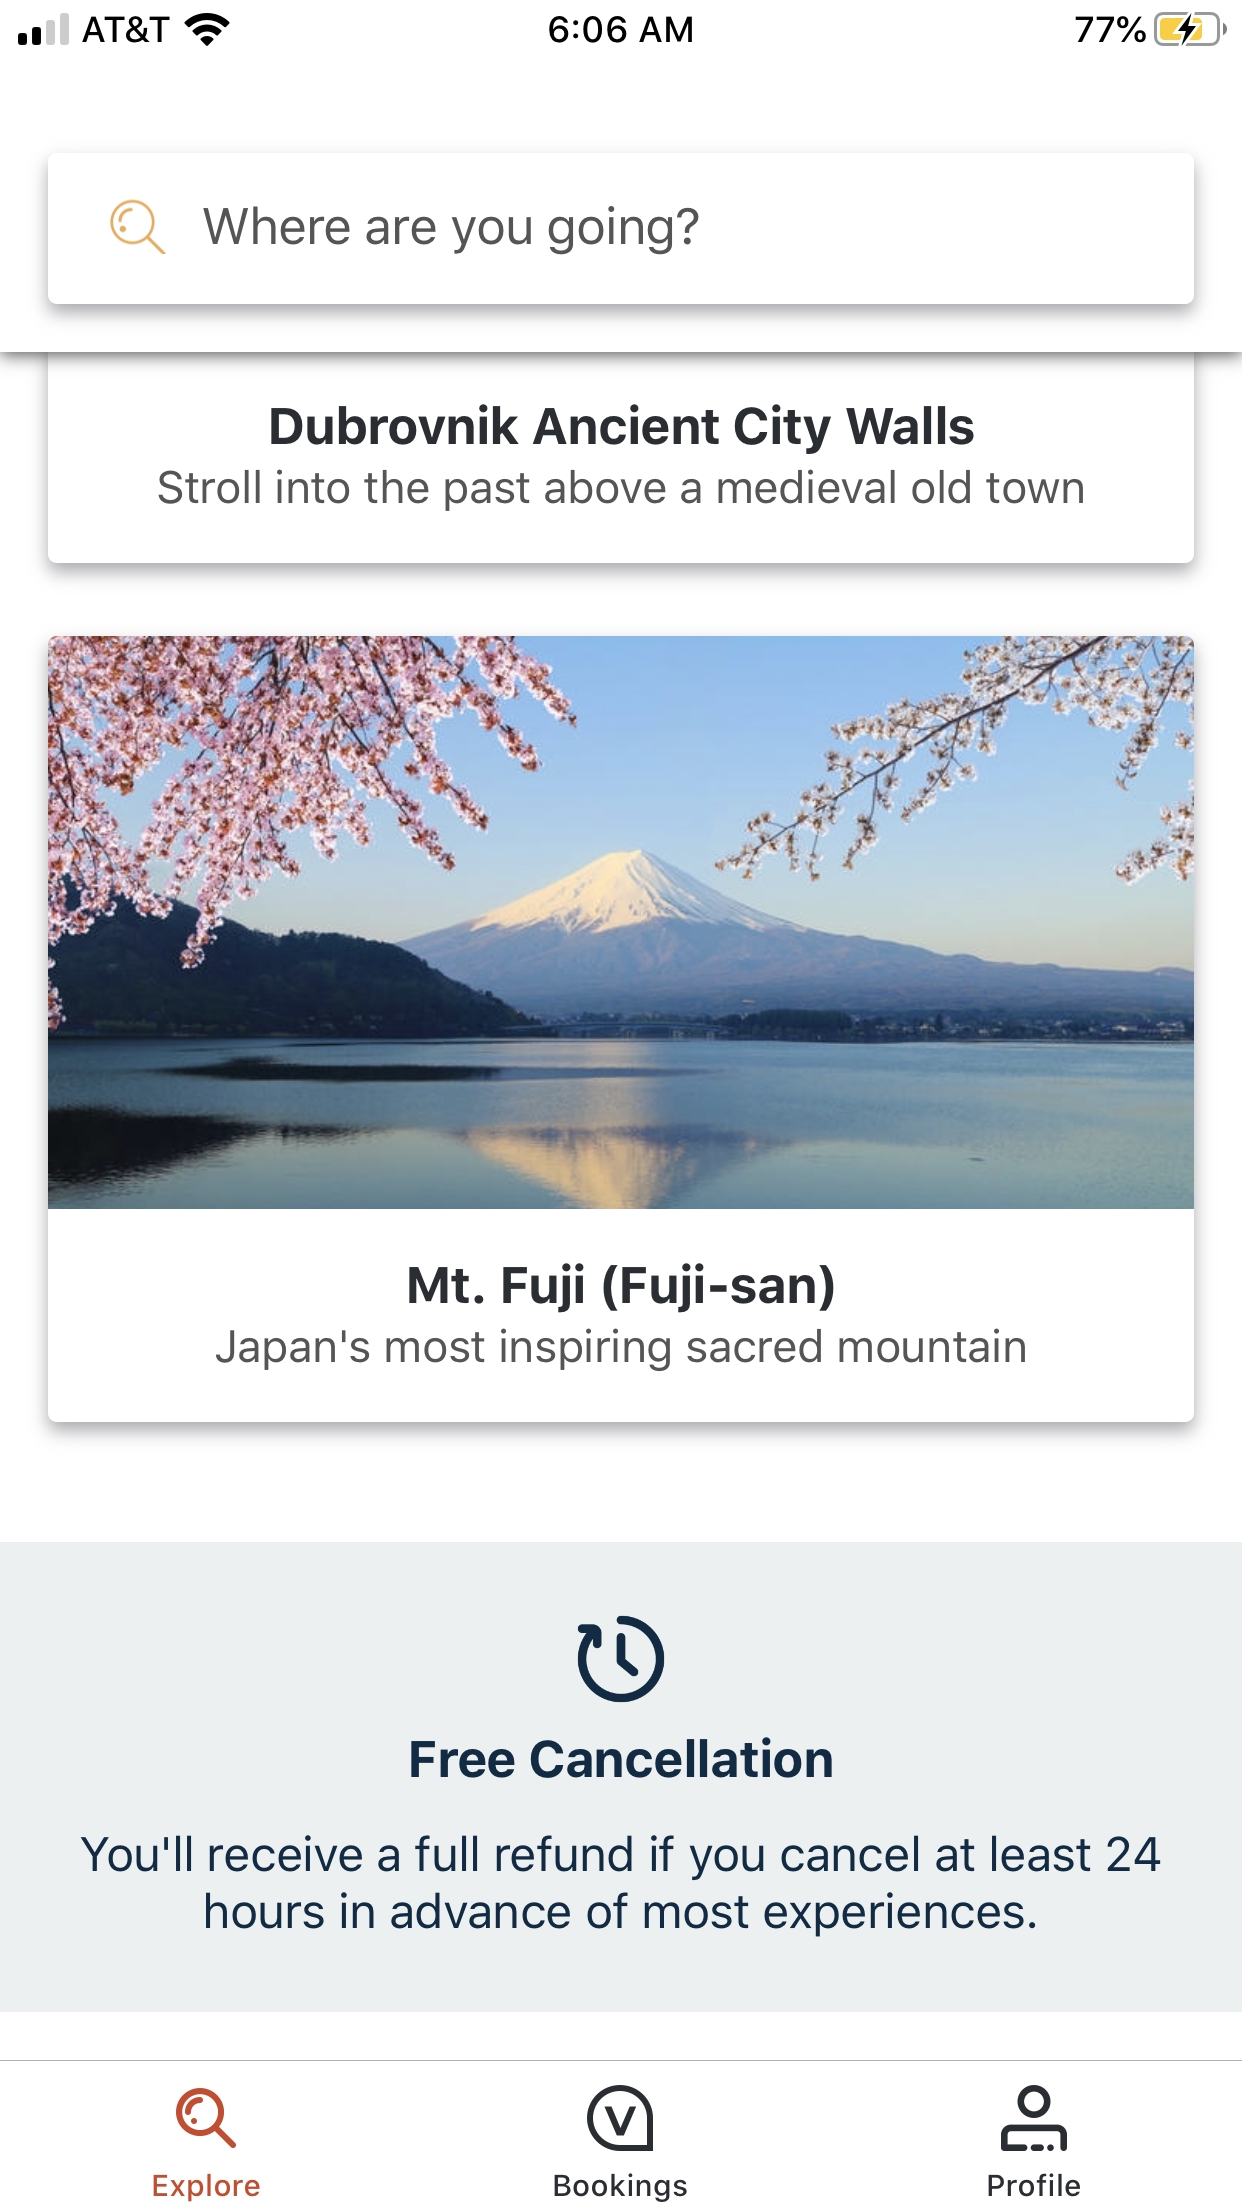 AT&T 6:06 AM 77%
Where are you going?
Dubrovnik Ancient City Walls
Stroll into the past above a medieval old town
Mt. Fuji (Fuji-san)
Japan's most inspiring sacred mountain
Free Cancellation
You'll receive a full refund if you cancel at least 24
hours in advance of most experiences.
V
Explore Bookings Profile